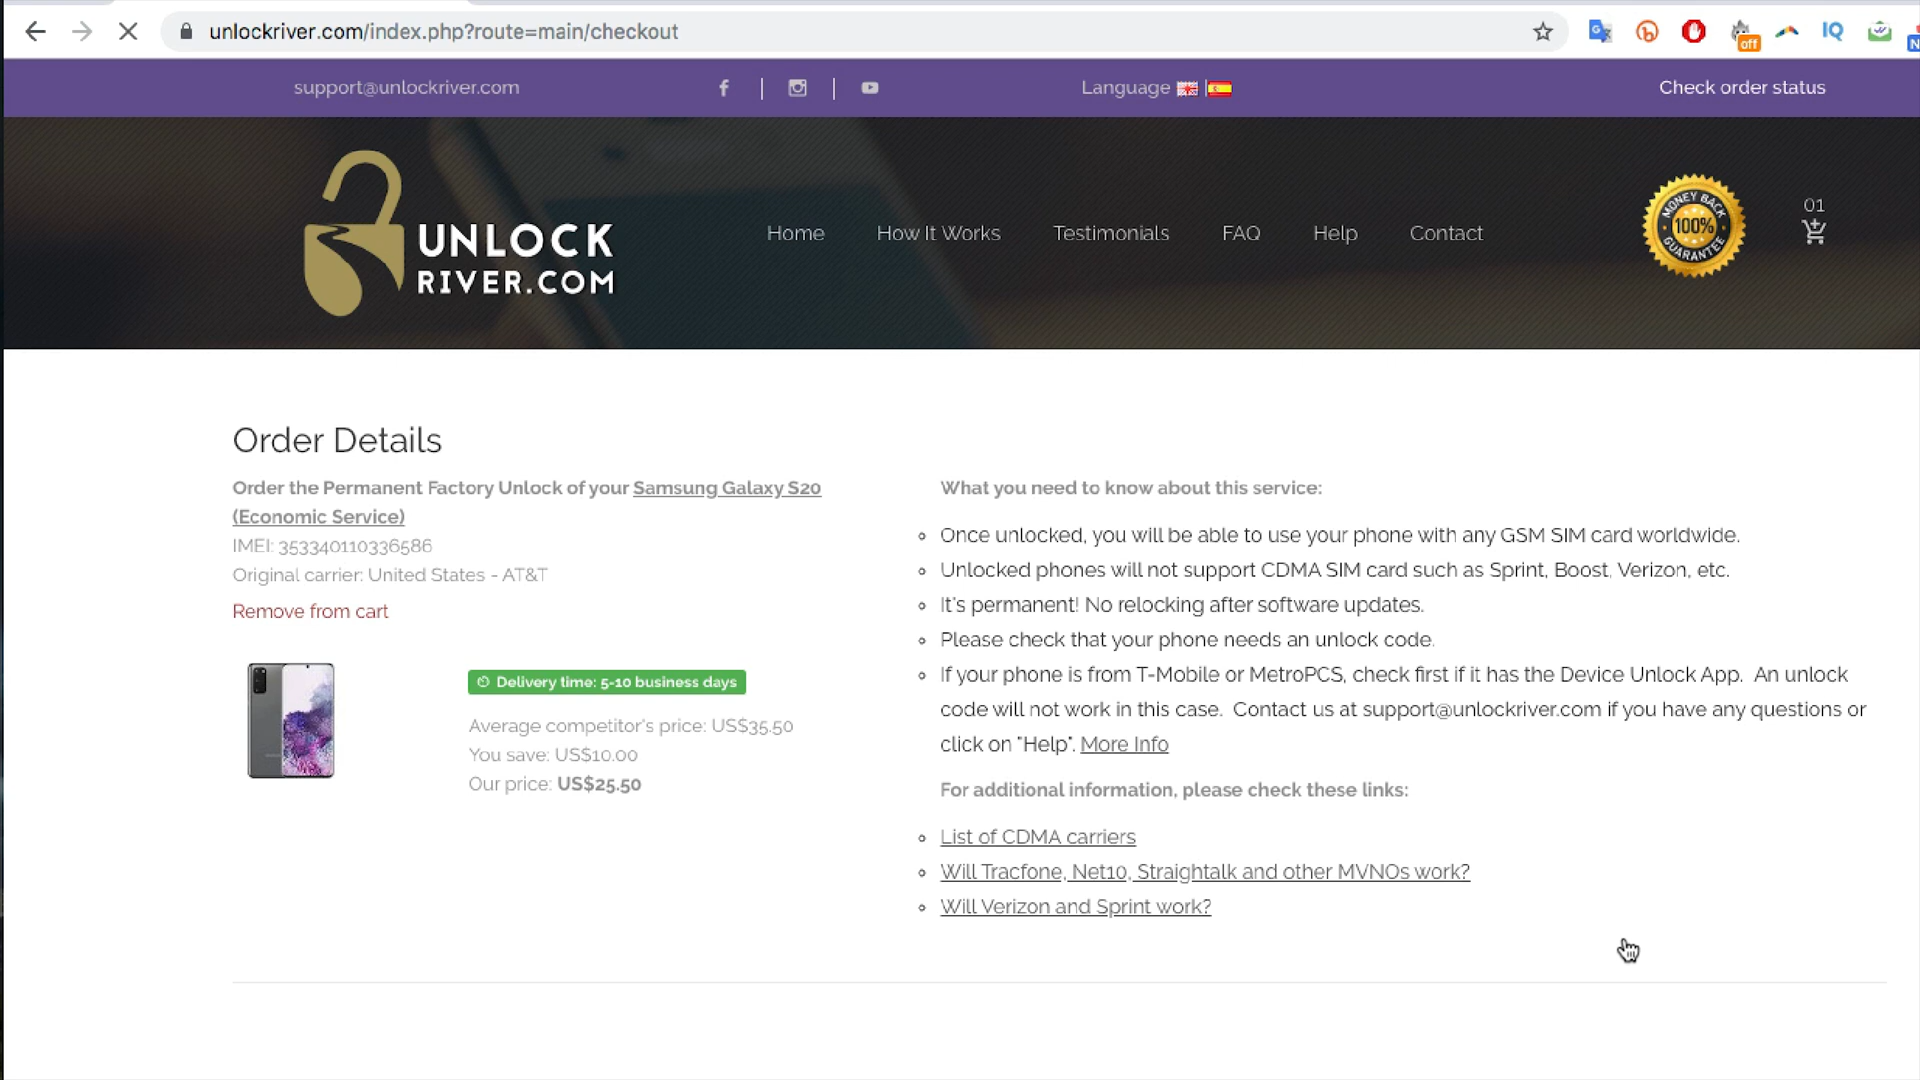 unlockriver.com/index.php?route=main/checkout
off
IQ
N
support@unlockriver.com
Language
Check order status
UNLOCK
RIVER.COM
Home
How It Works
Testimonials
FAQ
Help
Contact
MONEY BACK
100%
GUARANTEE
01
Order Details
Order the Permanent Factory Unlock of your Samsung Galaxy S20
(Economic Service)
IMEI: 353340110336586
Original carrier: United States - AT&T
Remove from cart
Delivery time: 5-10 business days
Average competitor's price: US$35.50
You save: US$10.00
Our price: US$25.50
What you need to know about this service:
Once unlocked, you will be able to use your phone with any GSM SIM card worldwide.
Unlocked phones will not support CDMA SIM card such as Sprint, Boost, Verizon, etc.
It's permanent! No relocking after software updates.
Please check that your phone needs an unlock code.
If your phone is from T-Mobile or MetroPCS, check first if it has the Device Unlock App. An unlock
code will not work in this case. Contact us at support@unlockriver.com if you have any questions or
click on "Help". More Info
For additional information, please check these links:
List of CDMA carriers
Will Tracfone, Net10, Straightalk and other MVNOs work?
Will Verizon and Sprint work?